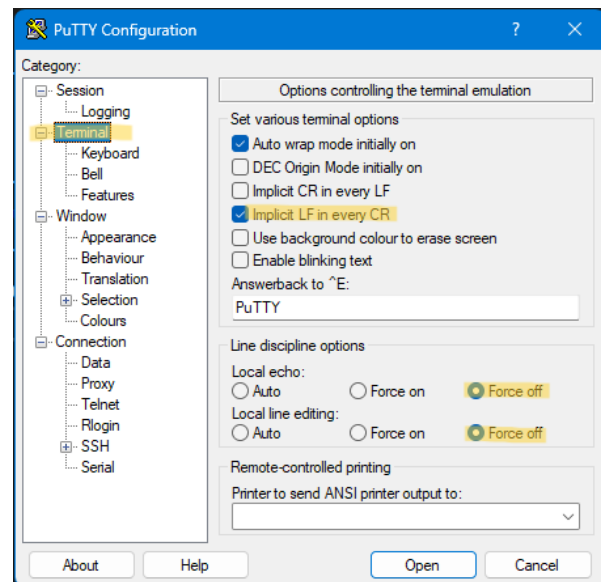 PuTTY Configuration ? ×
Category:
Session
Logging
Terminal
Keyboard
Bell
Features
Window
Appearance
Behaviour
Translation
Selection
Colours
Connection
Data
Proxy
Telnet
Rlogin
SSH
Serial
Options controlling the terminal emulation
Set various terminal options
Auto wrap mode initially on
DEC Origin Mode initially on
Implicit CR in every LF
Implicit LF in every CR
Use background colour to erase screen
Enable blinking text
Answerback to ^E:
PuTTY
Line discipline options
Local echo:
Auto Force on Force off
Local line editing:
Auto Force on Force off
Remote-controlled printing
Printer to send ANSI printer output to:
About Help Open Cancel